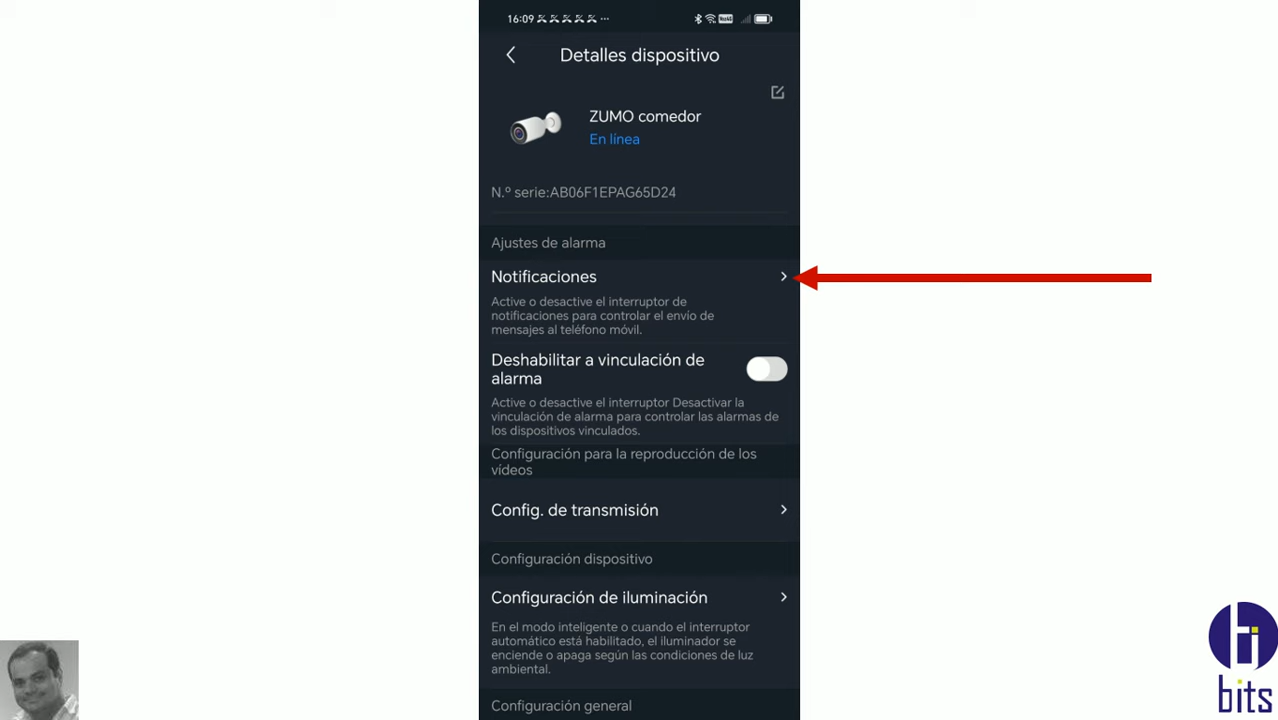 16:09
Detalles dispositivo
ZUMO comedor
En línea
N.º serie:AB06F1EPAG65D24
Ajustes de alarma
Notificaciones
Active o desactive el interruptor de
notificaciones para controlar el envío de
mensajes al teléfono móvil.
Deshabilitar a vinculación de
alarma
Active o desactive el interruptor Desactivar la
vinculación de alarma para controlar las alarmas de
los dispositivos vinculados.
Configuración para la reproducción de los
vídeos
Config. de transmisión
Configuración dispositivo
Configuración de iluminación
En el modo inteligente o cuando el interruptor
automático está habilitado, el iluminador se
enciende o apaga según las condiciones de luz
ambiental.
Configuración general
bits